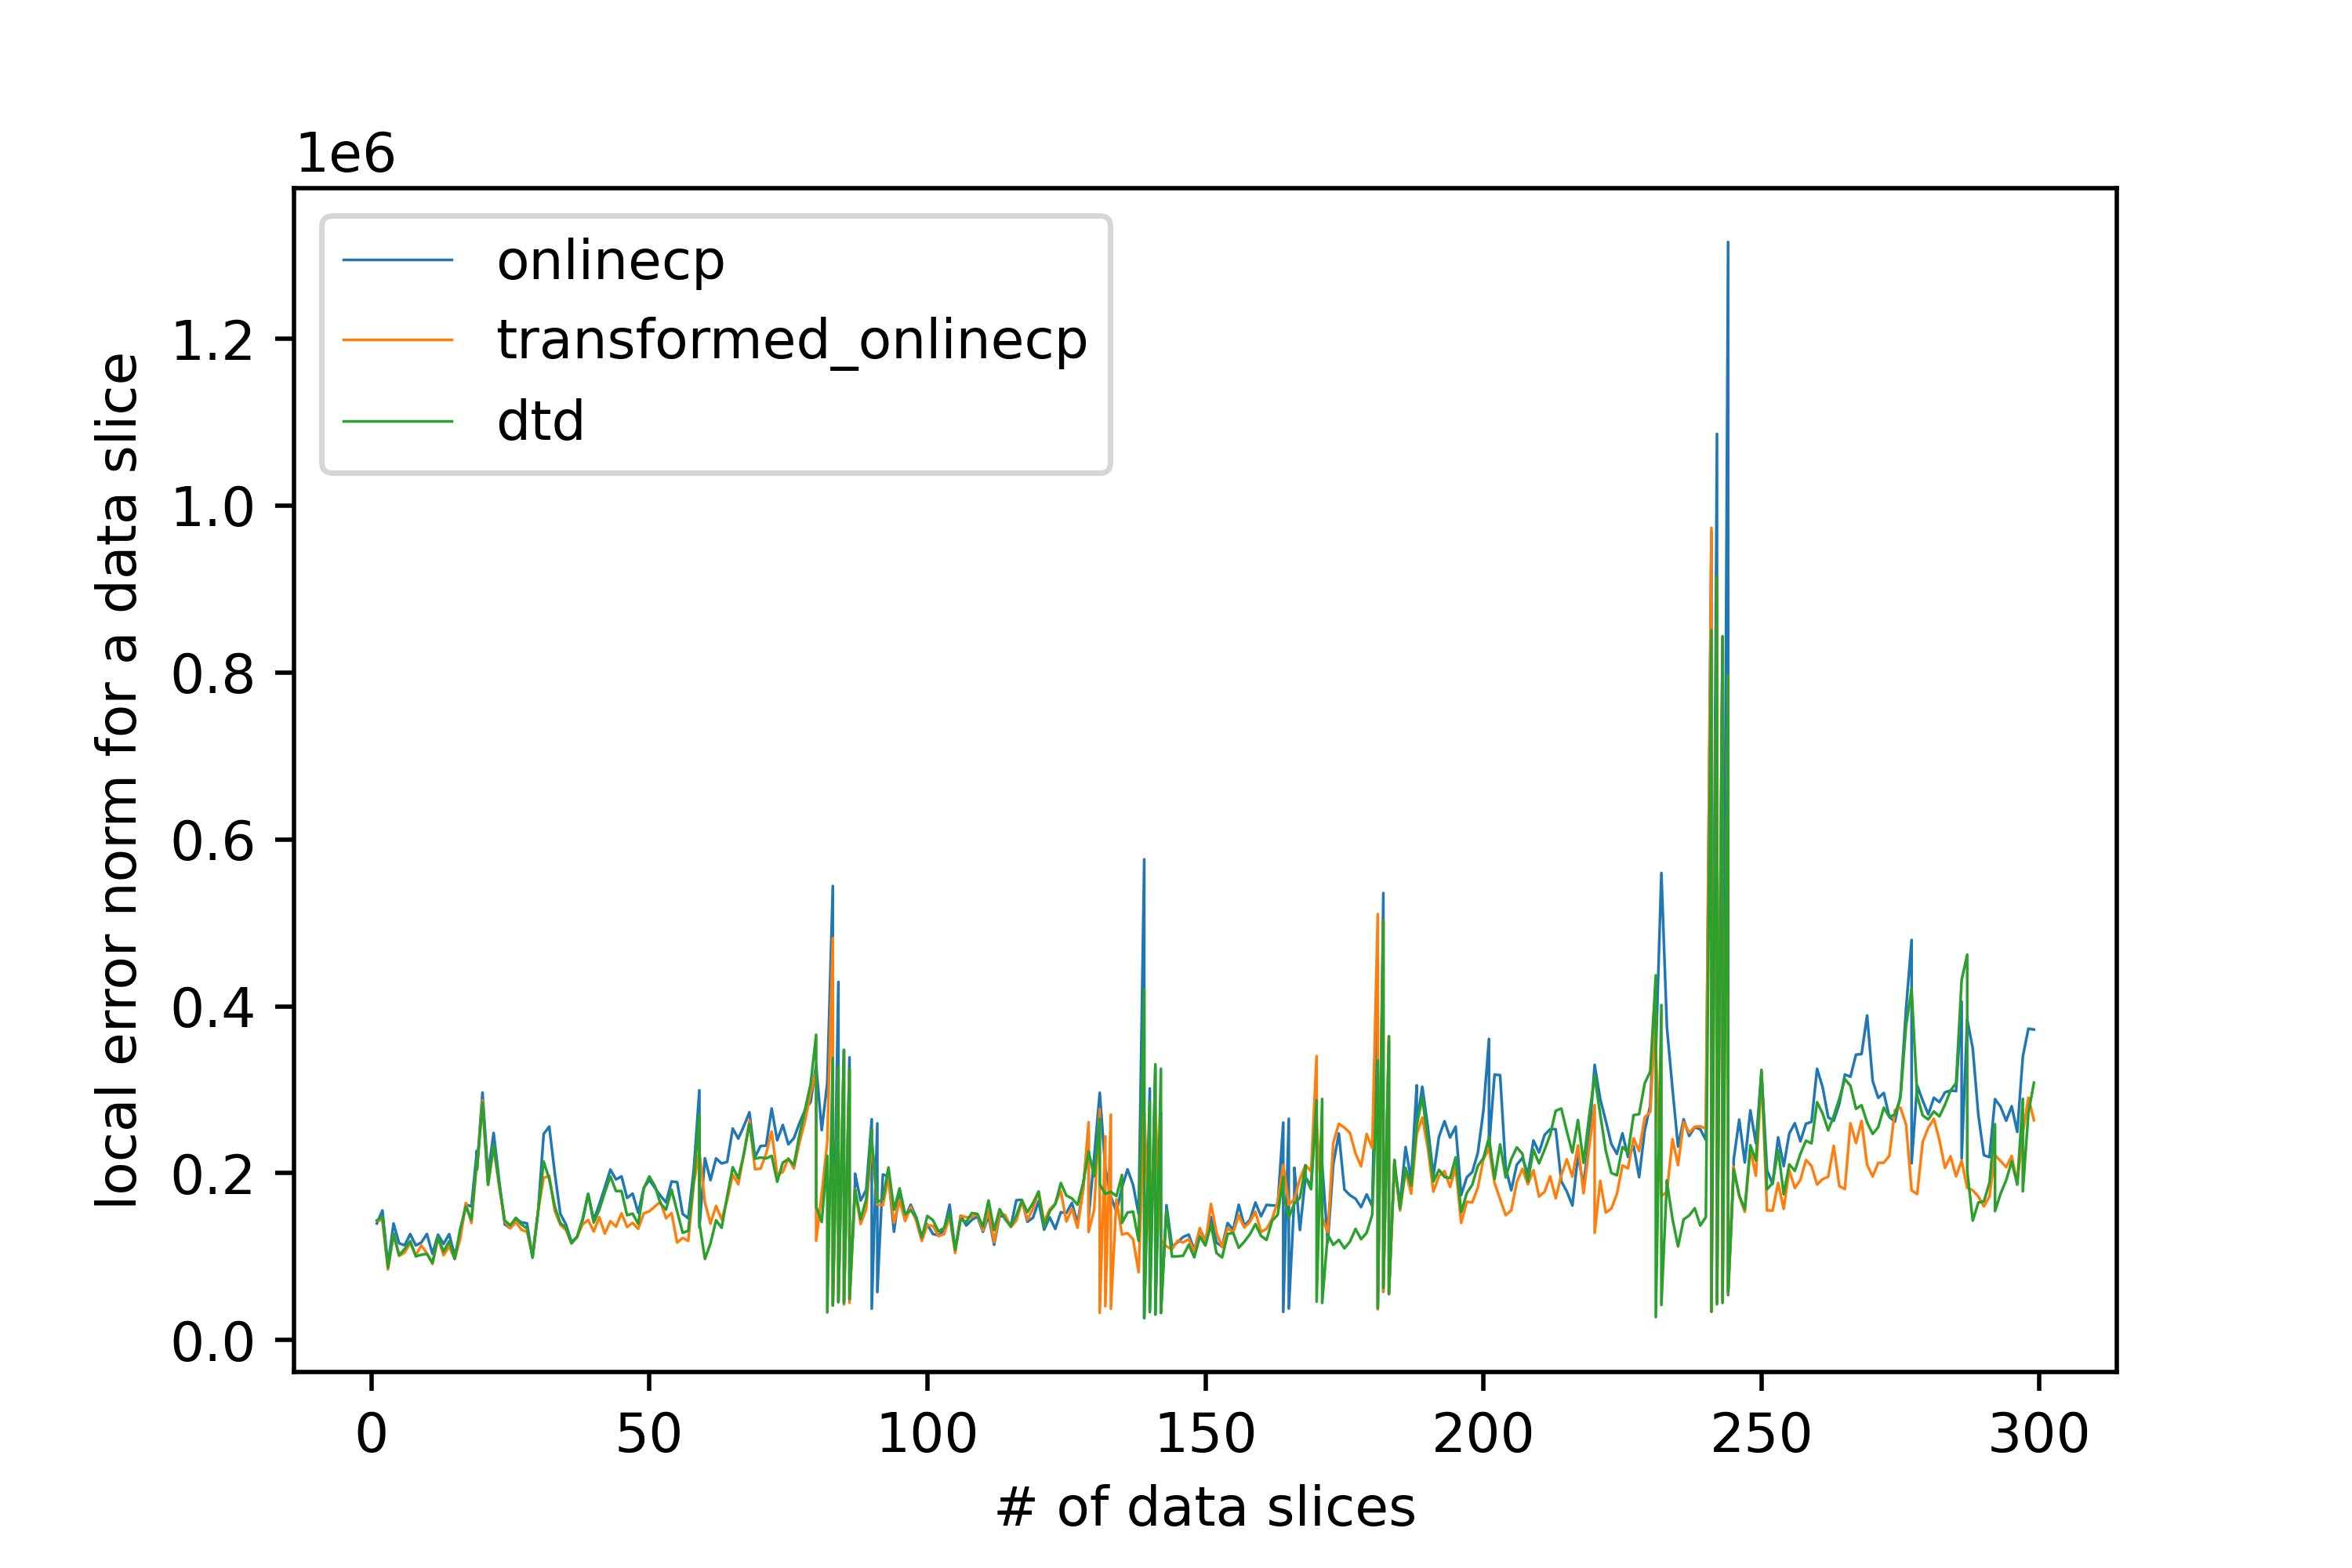 1e6
onlinecp
transformed_onlinecp
dtd
local error norm for a data slice
1.2
1.0
0.8
0.6
0.4
0.2
0.0
0 50 100 150 200 250 300
# of data slices